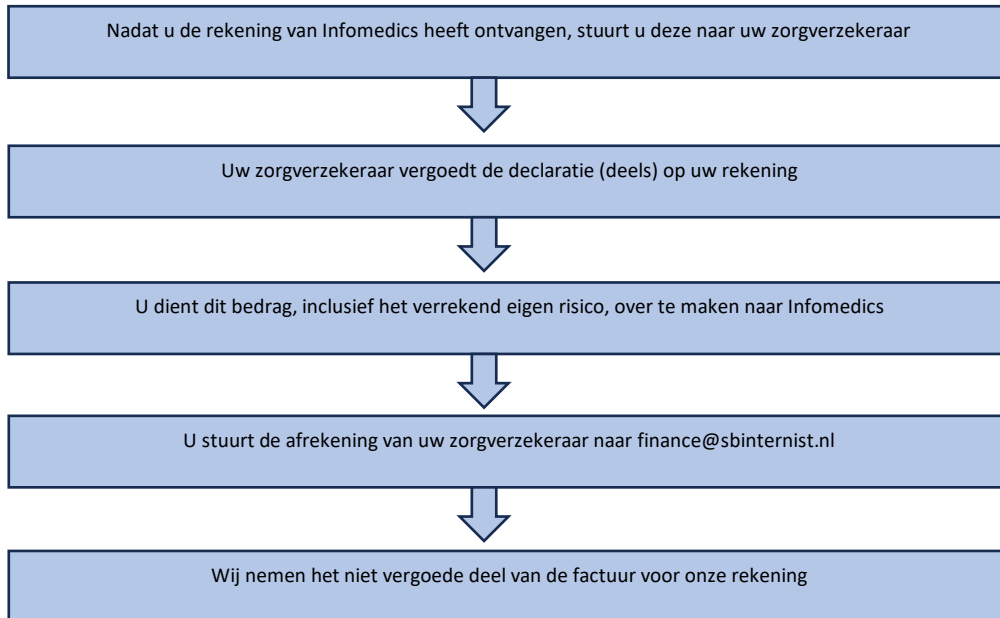 Nadat u de rekening van Infomedics heeft ontvangen, stuurt u deze naar uw zorgverzekeraar
Uw zorgverzekeraar vergoedt de declaratie (deels) op uw rekening
U dient dit bedrag, inclusief het verrekend eigen risico, over te maken naar Infomedics
U stuurt de afrekening van uw zorgverzekeraar naar finance@sbinternist.nl
Wij nemen het niet vergoede deel van de factuur voor onze rekening